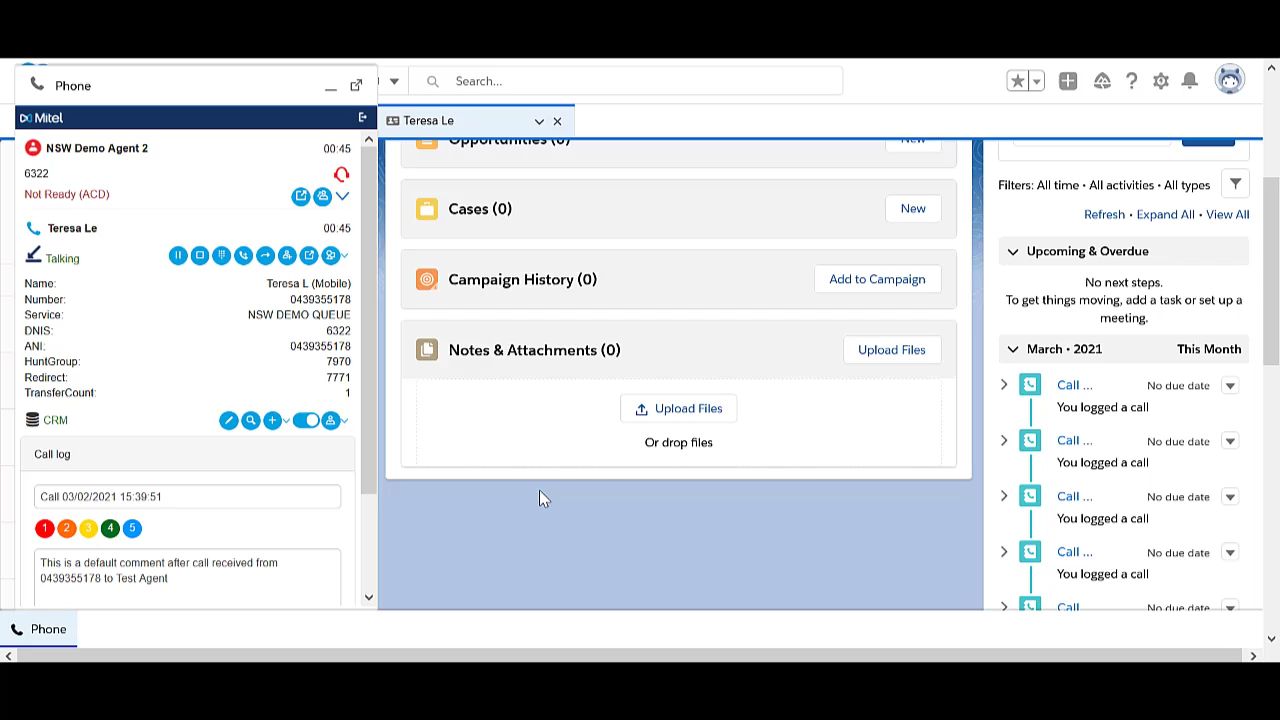 Phone
Mitel
NSW Demo Agent 2 00:45
6322
Not Ready (ACD)
Teresa Le 00:45
Talking
Name: Teresa L (Mobile)
Number: 0439355178
Service: NSW DEMO QUEUE
DNIS: 6322
ANI: 0439355178
HuntGroup: 7970
Redirect: 7771
TransferCount: 1
CRM
Call log
Call 03/02/2021 15:39:51
1 2 3 4 5
This is a default comment after call received from
0439355178 to Test Agent
Phone
Search...
Teresa Le
Opportunities (0) New
Cases (0) New
Campaign History (0) Add to Campaign
Notes & Attachments (0) Upload Files
Upload Files
Or drop files
Filters: All time • All activities • All types
Refresh • Expand All • View All
Upcoming & Overdue
No next steps.
To get things moving, add a task or set up a
meeting.
March • 2021 This Month
Call ... No due date
You logged a call
Call ... No due date
You logged a call
Call ... No due date
You logged a call
Call ... No due date
You logged a call
Call No due date